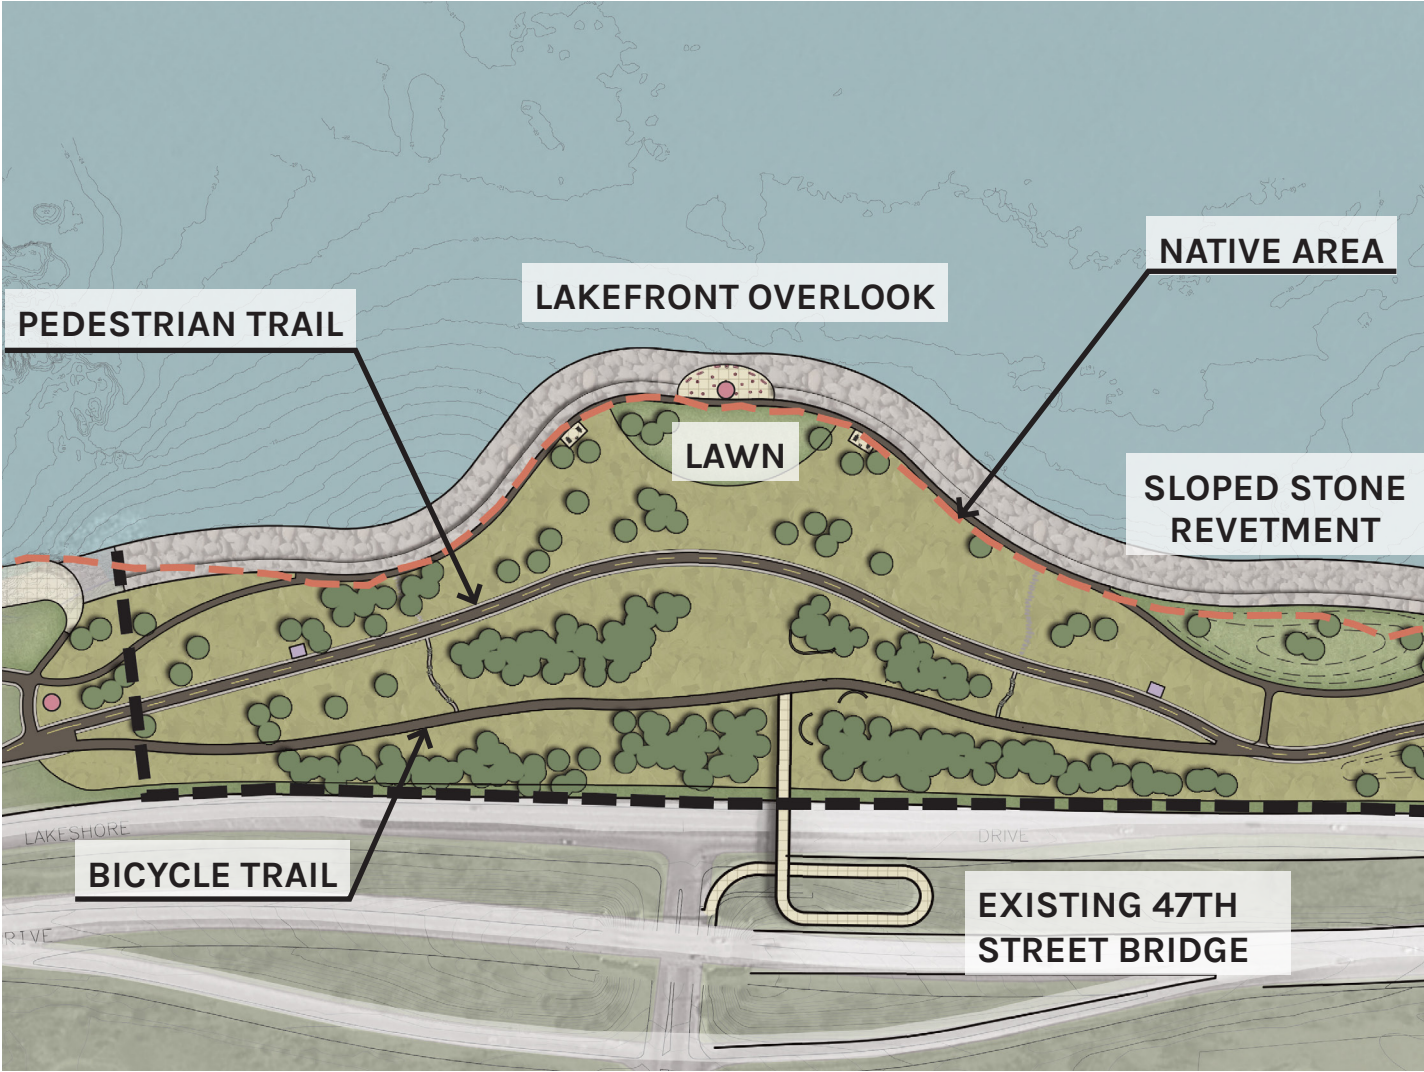 NATIVE AREA
LAKEFRONT OVERLOOK
PEDESTRIAN TRAIL
LAWN
SLOPED STONE
REVETMENT
LAKESHORE
DRIVE
BICYCLE TRAIL
EXISTING 47TH
STREET BRIDGE
RIVE